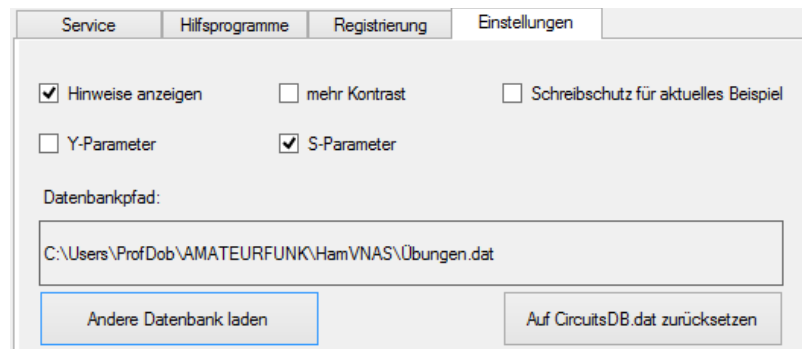 Service Hilfsprogramme Registrierung Einstellungen
Hinweise anzeigen mehr Kontrast Schreibschutz für aktuelles Beispiel
Y-Parameter S-Parameter
Datenbankpfad:
C:\Users\ProfDob\AMATEURFUNK\HamVNAS\Übungen.dat
Andere Datenbank laden Auf CircuitsDB.dat zurücksetzen